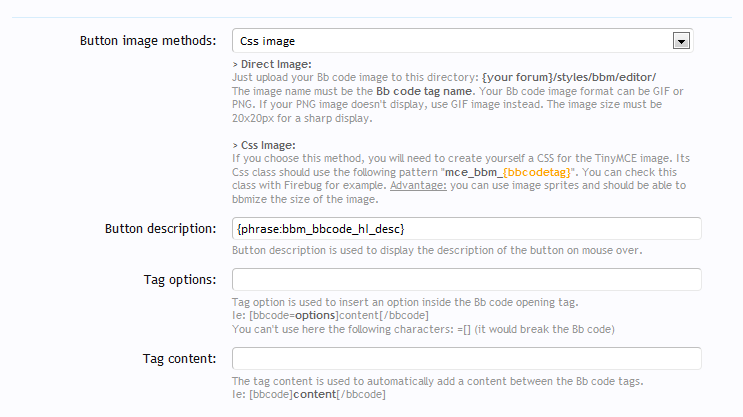 Button image methods: Css image
> Direct Image:
Just upload your Bb code image to this directory: {your forum}/styles/bbm/editor/
The image name must be the Bb code tag name. Your Bb code image format can be GIF or
PNG. If your PNG image doesn't display, use GIF image instead. The image size must be
20x20px for a sharp display.
> Css Image:
If you choose this method, you will need to create yourself a CSS for the TinyMCE image. Its
Css class should use the following pattern "mce_bbm_{bbcodetag}". You can check this
class with Firebug for example. Advantage: you can use image sprites and should be able to
bbmize the size of the image.
Button description: {phrase:bbm_bbcode_hl_desc}
Button description is used to display the description of the button on mouse over.
Tag options:
Tag option is used to insert an option inside the Bb code opening tag.
Ie: [bbcode=options]content[/bbcode]
You can't use here the following characters: =[] (it would break the Bb code)
Tag content:
The tag content is used to automatically add a content between the Bb code tags.
Ie: [bbcode]content[/bbcode]